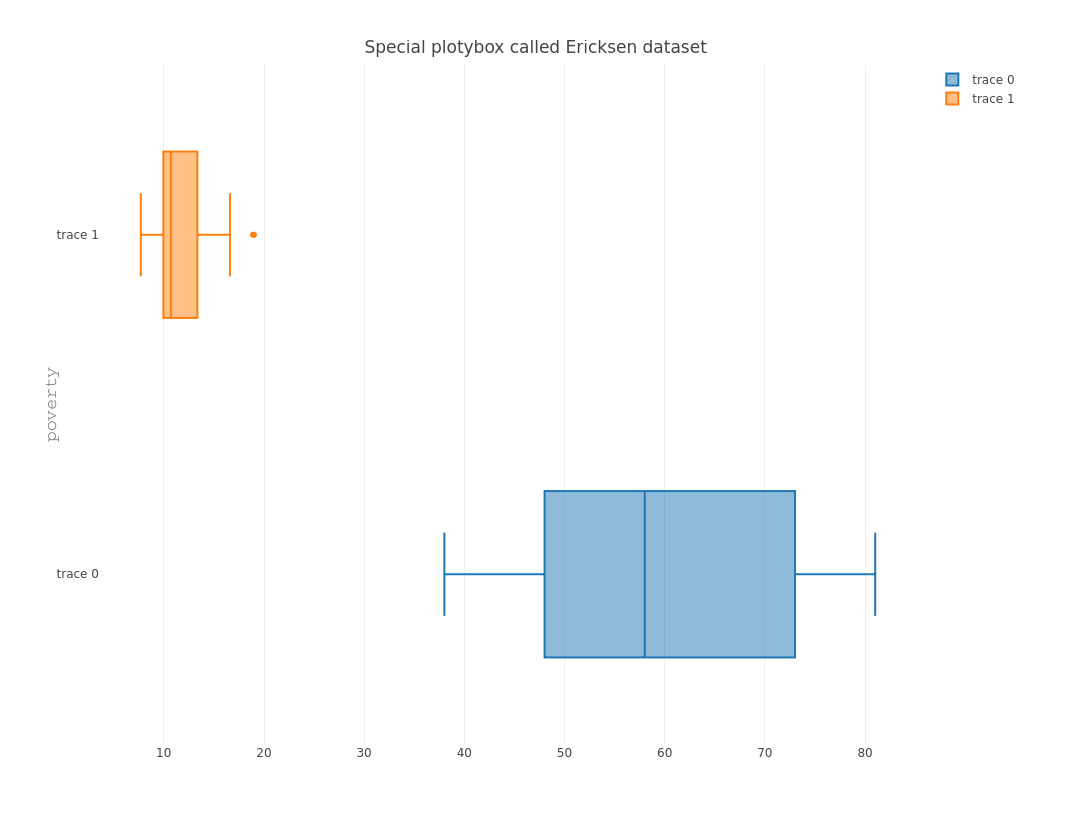 Special plotybox called Ericksen dataset
trace 0
trace 1
trace 1
poverty
trace 0
10 20 30 40 50 60 70 80